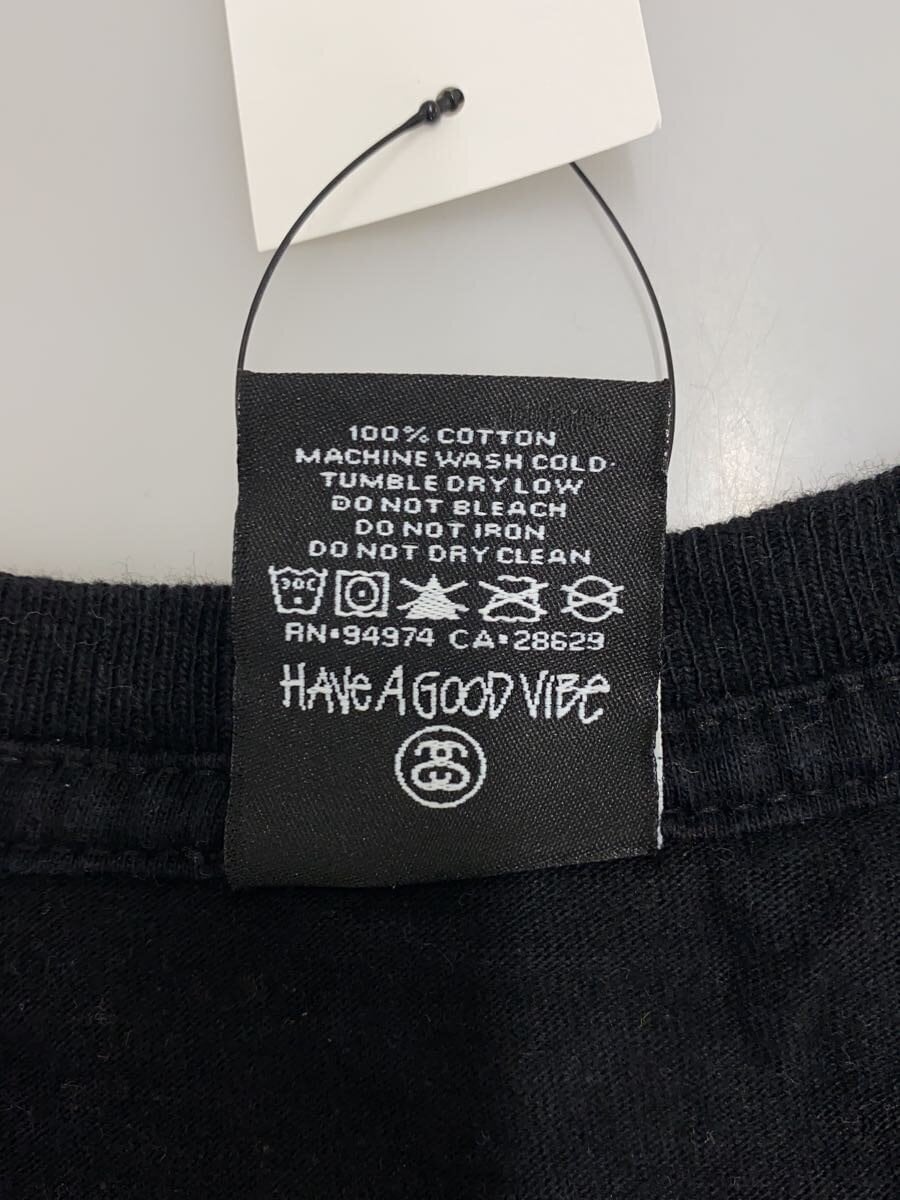 100% COTTON
MACHINE WASH COLD
TUMBLE DRY LOW
DO NOT BLEACH
DO NOT IRON
DO NOT DRY CLEAN
30C
RN•94974 CA•28629
HAVE A GOOD VIBE